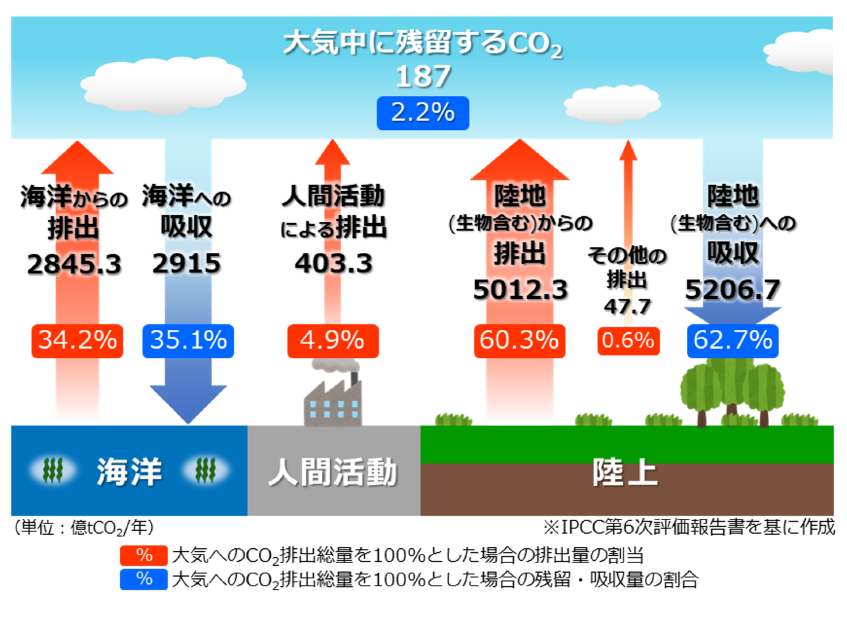 大気中に残留するCO₂
187
2.2%
海洋からの
排出
2845.3
34.2%
海洋への
吸収
2915
35.1%
人間活動
による排出
403.3
4.9%
陸地
(生物含む)からの
排出
5012.3
60.3%
その他の
排出
47.7
0.6%
陸地
(生物含む)への
吸収
5206.7
62.7%
海洋
人間活動
陸上
(単位：億tCO₂/年)
※IPCC第6次評価報告書を基に作成
% 大気へのCO₂排出総量を100%とした場合の排出量の割当
% 大気へのCO₂排出総量を100%とした場合の残留・吸収量の割合